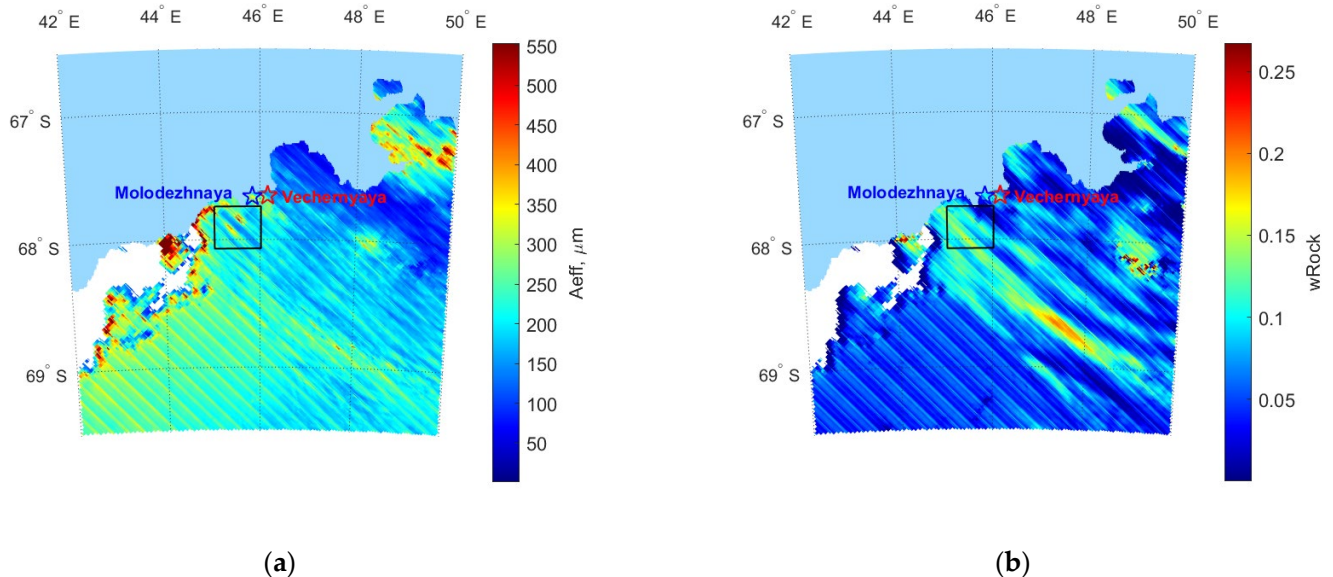 42° E 44° E 46° E 48° E 50° E
67° S
68° S
69° S
Molodezhnaya
Vechernyaya
550
500
450
400
350
300
250
200
150
100
50
Aeff, μm
(a)
42° E 44° E 46° E 48° E 50° E
67° S
68° S
69° S
Molodezhnaya
Vechernyaya
0.25
0.2
0.15
0.1
0.05
wRock
(b)